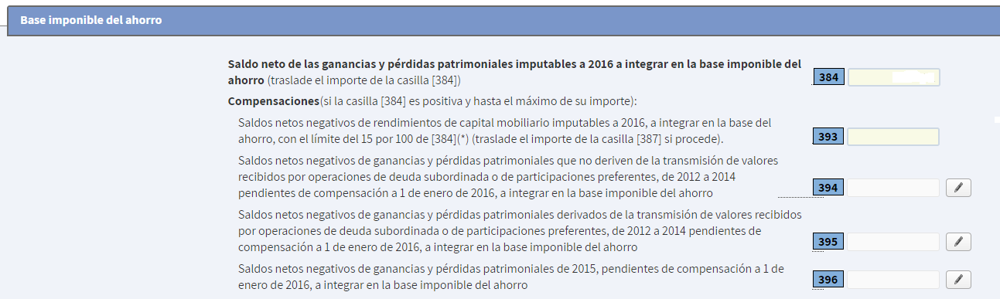 Base imponible del ahorro
Saldo neto de las ganancias y pérdidas patrimoniales imputables a 2016 a integrar en la base imponible del
ahorro (traslade el importe de la casilla [384])
384
Compensaciones(si la casilla [384] es positiva y hasta el máximo de su importe):
Saldos netos negativos de rendimientos de capital mobiliario imputables a 2016, a integrar en la base del
ahorro, con el límite del 15 por 100 de [384](*) (traslade el importe de la casilla [387] si procede).
393
Saldos netos negativos de ganancias y pérdidas patrimoniales que no deriven de la transmisión de valores
recibidos por operaciones de deuda subordinada o de participaciones preferentes, de 2012 a 2014
pendientes de compensación a 1 de enero de 2016, a integrar en la base imponible del ahorro
394
Saldos netos negativos de ganancias y pérdidas patrimoniales derivados de la transmisión de valores recibidos
por operaciones de deuda subordinada o de participaciones preferentes, de 2012 a 2014 pendientes de
compensación a 1 de enero de 2016, a integrar en la base imponible del ahorro
395
Saldos netos negativos de ganancias y pérdidas patrimoniales de 2015, pendientes de compensación a 1 de
enero de 2016, a integrar en la base imponible del ahorro
396